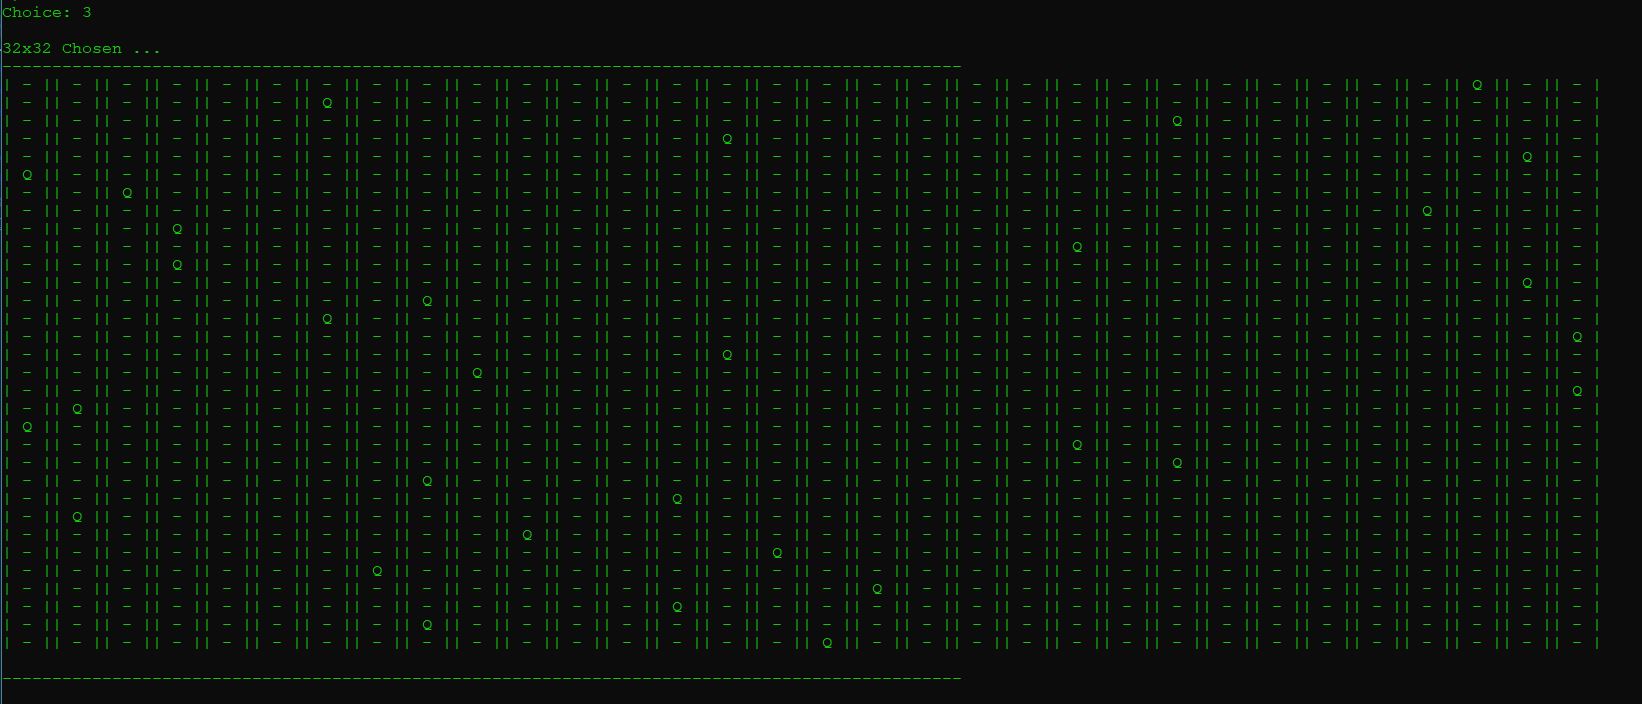 Choice: 3
32x32 Chosen ...
------------------------------------------------------------------------------------------------
| - || - || - || - || - || - || - || - || - || - || - || - || - || - || - || - || - || - || - || - || - || - || - || - || - || - || - || - || - || Q || - || - |
| - || - || - || - || - || - || Q || - || - || - || - || - || - || - || - || - || - || - || - || - || - || - || - || - || - || - || - || - || - || - || - || - |
| - || - || - || - || - || - || - || - || - || - || - || - || - || - || - || - || - || - || - || - || - || - || - || Q || - || - || - || - || - || - || - || - |
| - || - || - || - || - || - || - || - || - || - || - || - || - || - || Q || - || - || - || - || - || - || - || - || - || - || - || - || - || - || - || - || - |
| - || - || - || - || - || - || - || - || - || - || - || - || - || - || - || - || - || - || - || - || - || - || - || - || - || - || - || - || - || - || Q || - |
| Q || - || - || - || - || - || - || - || - || - || - || - || - || - || - || - || - || - || - || - || - || - || - || - || - || - || - || - || - || - || - || - |
| - || - || Q || - || - || - || - || - || - || - || - || - || - || - || - || - || - || - || - || - || - || - || - || - || - || - || - || - || - || - || - || - |
| - || - || - || - || - || - || - || - || - || - || - || - || - || - || - || - || - || - || - || - || - || - || - || - || - || - || - || - || Q || - || - || - |
| - || - || - || Q || - || - || - || - || - || - || - || - || - || - || - || - || - || - || - || - || - || - || - || - || - || - || - || - || - || - || - || - |
| - || - || - || - || - || - || - || - || - || - || - || - || - || - || - || - || - || - || - || - || - || Q || - || - || - || - || - || - || - || - || - || - |
| - || - || - || Q || - || - || - || - || - || - || - || - || - || - || - || - || - || - || - || - || - || - || - || - || - || - || - || - || - || - || - || - |
| - || - || - || - || - || - || - || - || - || - || - || - || - || - || - || - || - || - || - || - || - || - || - || - || - || - || - || - || - || - || Q || - |
| - || - || - || - || - || - || - || - || Q || - || - || - || - || - || - || - || - || - || - || - || - || - || - || - || - || - || - || - || - || - || - || - |
| - || - || - || - || - || - || Q || - || - || - || - || - || - || - || - || - || - || - || - || - || - || - || - || - || - || - || - || - || - || - || - || - |
| - || - || - || - || - || - || - || - || - || - || - || - || - || - || - || - || - || - || - || - || - || - || - || - || - || - || - || - || - || - || - || Q |
| - || - || - || - || - || - || - || - || - || - || - || - || - || - || Q || - || - || - || - || - || - || - || - || - || - || - || - || - || - || - || - || - |
| - || - || - || - || - || - || - || - || - || Q || - || - || - || - || - || - || - || - || - || - || - || - || - || - || - || - || - || - || - || - || - || - |
| - || - || - || - || - || - || - || - || - || - || - || - || - || - || - || - || - || - || - || - || - || - || - || - || - || - || - || - || - || - || - || Q |
| - || Q || - || - || - || - || - || - || - || - || - || - || - || - || - || - || - || - || - || - || - || - || - || - || - || - || - || - || - || - || - || - |
| Q || - || - || - || - || - || - || - || - || - || - || - || - || - || - || - || - || - || - || - || - || - || - || - || - || - || - || - || - || - || - || - |
| - || - || - || - || - || - || - || - || - || - || - || - || - || - || - || - || - || - || - || - || - || Q || - || - || - || - || - || - || - || - || - || - |
| - || - || - || - || - || - || - || - || - || - || - || - || - || - || - || - || - || - || - || - || - || - || - || Q || - || - || - || - || - || - || - || - |
| - || - || - || - || - || - || - || - || Q || - || - || - || - || - || - || - || - || - || - || - || - || - || - || - || - || - || - || - || - || - || - || - |
| - || - || - || - || - || - || - || - || - || - || - || - || - || Q || - || - || - || - || - || - || - || - || - || - || - || - || - || - || - || - || - || - |
| - || Q || - || - || - || - || - || - || - || - || - || - || - || - || - || - || - || - || - || - || - || - || - || - || - || - || - || - || - || - || - || - |
| - || - || - || - || - || - || - || - || - || - || Q || - || - || - || - || - || - || - || - || - || - || - || - || - || - || - || - || - || - || - || - || - |
| - || - || - || - || - || - || - || - || - || - || - || - || - || - || - || Q || - || - || - || - || - || - || - || - || - || - || - || - || - || - || - || - |
| - || - || - || - || - || - || - || Q || - || - || - || - || - || - || - || - || - || - || - || - || - || - || - || - || - || - || - || - || - || - || - || - |
| - || - || - || - || - || - || - || - || - || - || - || - || - || - || - || - || - || Q || - || - || - || - || - || - || - || - || - || - || - || - || - || - |
| - || - || - || - || - || - || - || - || - || - || - || - || - || Q || - || - || - || - || - || - || - || - || - || - || - || - || - || - || - || - || - || - |
| - || - || - || - || - || - || - || - || Q || - || - || - || - || - || - || - || - || - || - || - || - || - || - || - || - || - || - || - || - || - || - || - |
| - || - || - || - || - || - || - || - || - || - || - || - || - || - || - || - || Q || - || - || - || - || - || - || - || - || - || - || - || - || - || - || - |
------------------------------------------------------------------------------------------------